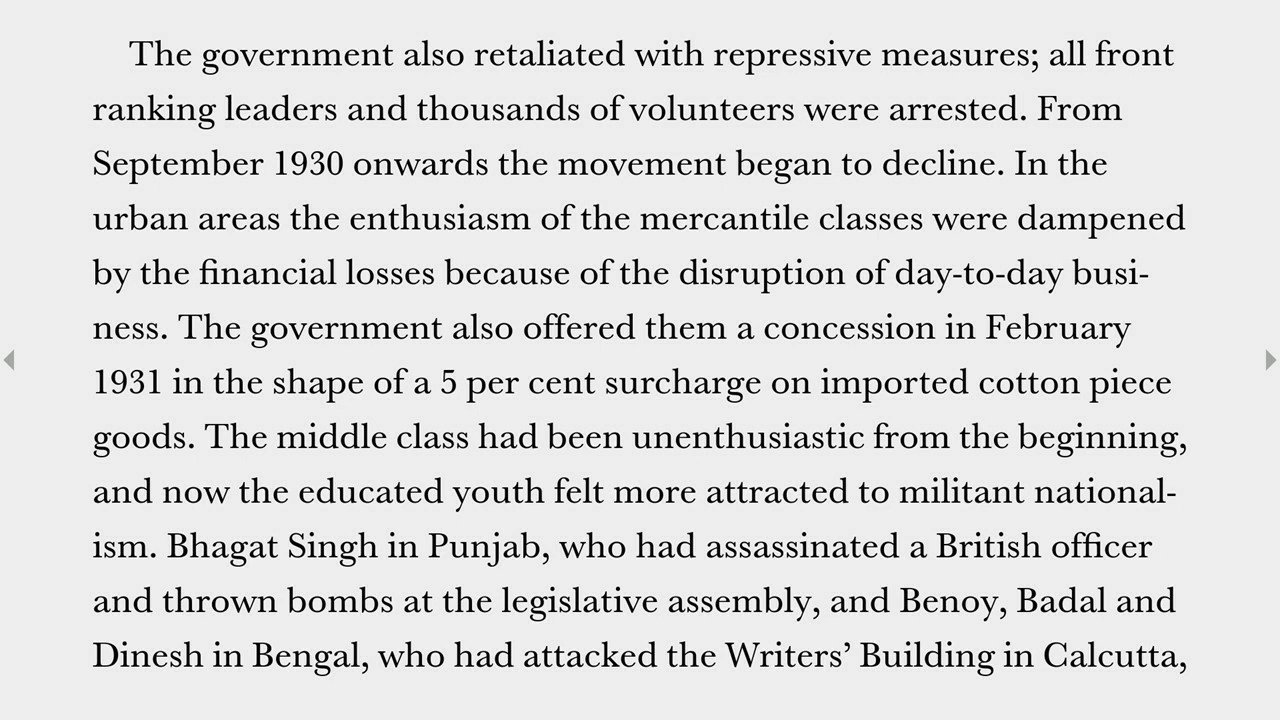 The government also retaliated with repressive measures; all front
ranking leaders and thousands of volunteers were arrested. From
September 1930 onwards the movement began to decline. In the
urban areas the enthusiasm of the mercantile classes were dampened
by the financial losses because of the disruption of day-to-day busi-
ness. The government also offered them a concession in February
1931 in the shape of a 5 per cent surcharge on imported cotton piece
goods. The middle class had been unenthusiastic from the beginning,
and now the educated youth felt more attracted to militant national-
ism. Bhagat Singh in Punjab, who had assassinated a British officer
and thrown bombs at the legislative assembly, and Benoy, Badal and
Dinesh in Bengal, who had attacked the Writers’ Building in Calcutta,